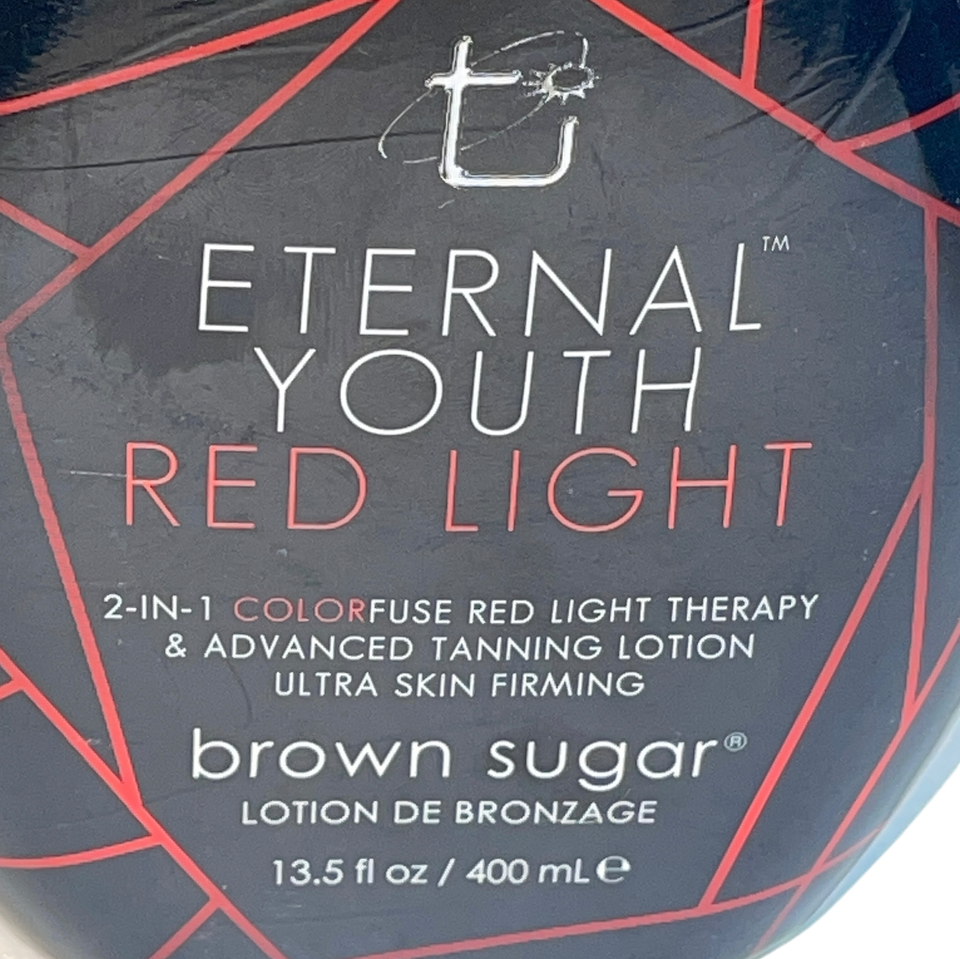 t
ETERNAL™
YOUTH
RED LIGHT
2-IN-1 COLORFUSE RED LIGHT THERAPY
& ADVANCED TANNING LOTION
ULTRA SKIN FIRMING
brown sugar®
LOTION DE BRONZAGE
13.5 fl oz / 400 mL ℮